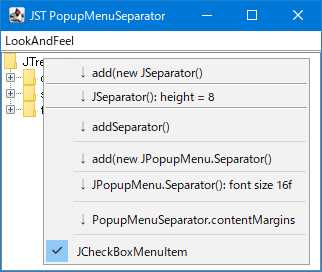 JST PopupMenuSeparator
LookAndFeel
JTre
↓ add(new JSeparator()
↓ JSeparator(): height = 8
↓ addSeparator()
↓ add(new JPopupMenu.Separator()
↓ JPopupMenu.Separator(): font size 16f
↓ PopupMenuSeparator.contentMargins
JCheckBoxMenuItem